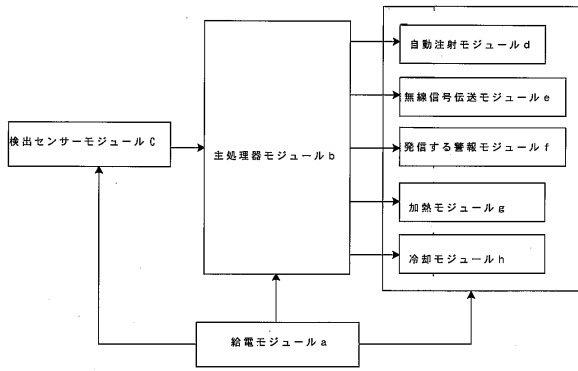 自動注射モジュールd
無線信号伝送モジュールe
検出センサーモジュールC
主処理器モジュールb
発信する警報モジュールf
加熱モジュールg
冷却モジュールh
給電モジュールa